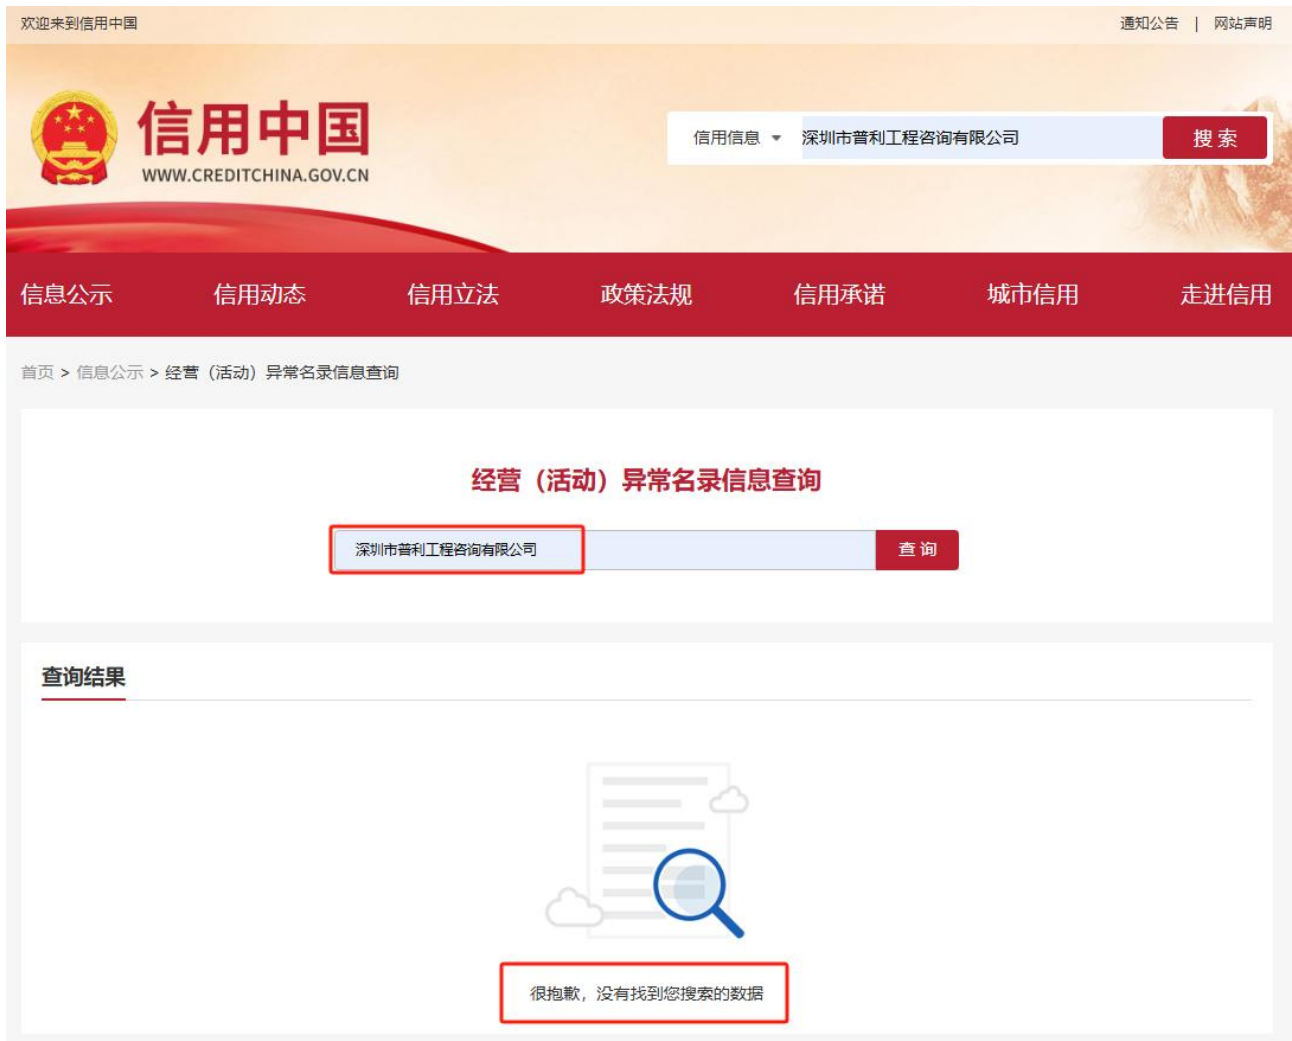 欢迎来到信用中国
通知公告 | 网站声明
信用中国
WWW.CREDITCHINA.GOV.CN
信用信息 深圳市普利工程咨询有限公司 搜索
信息公示 信用动态 信用立法 政策法规 信用承诺 城市信用 走进信用
首页 > 信息公示 > 经营（活动）异常名录信息查询
经营（活动）异常名录信息查询
深圳市普利工程咨询有限公司 查询
查询结果
很抱歉，没有找到您搜索的数据